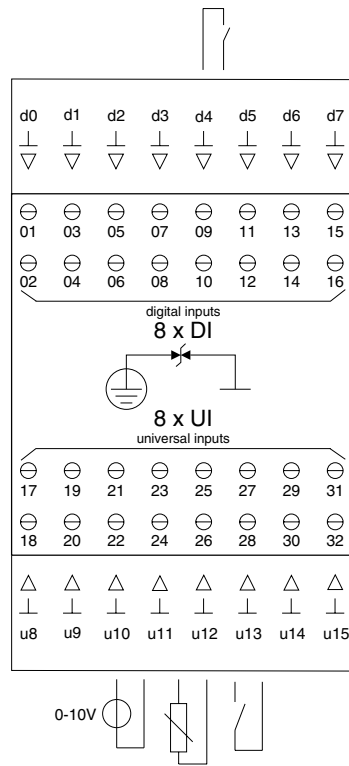 d0 d1 d2 d3 d4 d5 d6 d7
01 03 05 07 09 11 13 15
02 04 06 08 10 12 14 16
digital inputs
8 x DI
8 x UI
universal inputs
17 19 21 23 25 27 29 31
18 20 22 24 26 28 30 32
u8 u9 u10 u11 u12 u13 u14 u15
0-10V